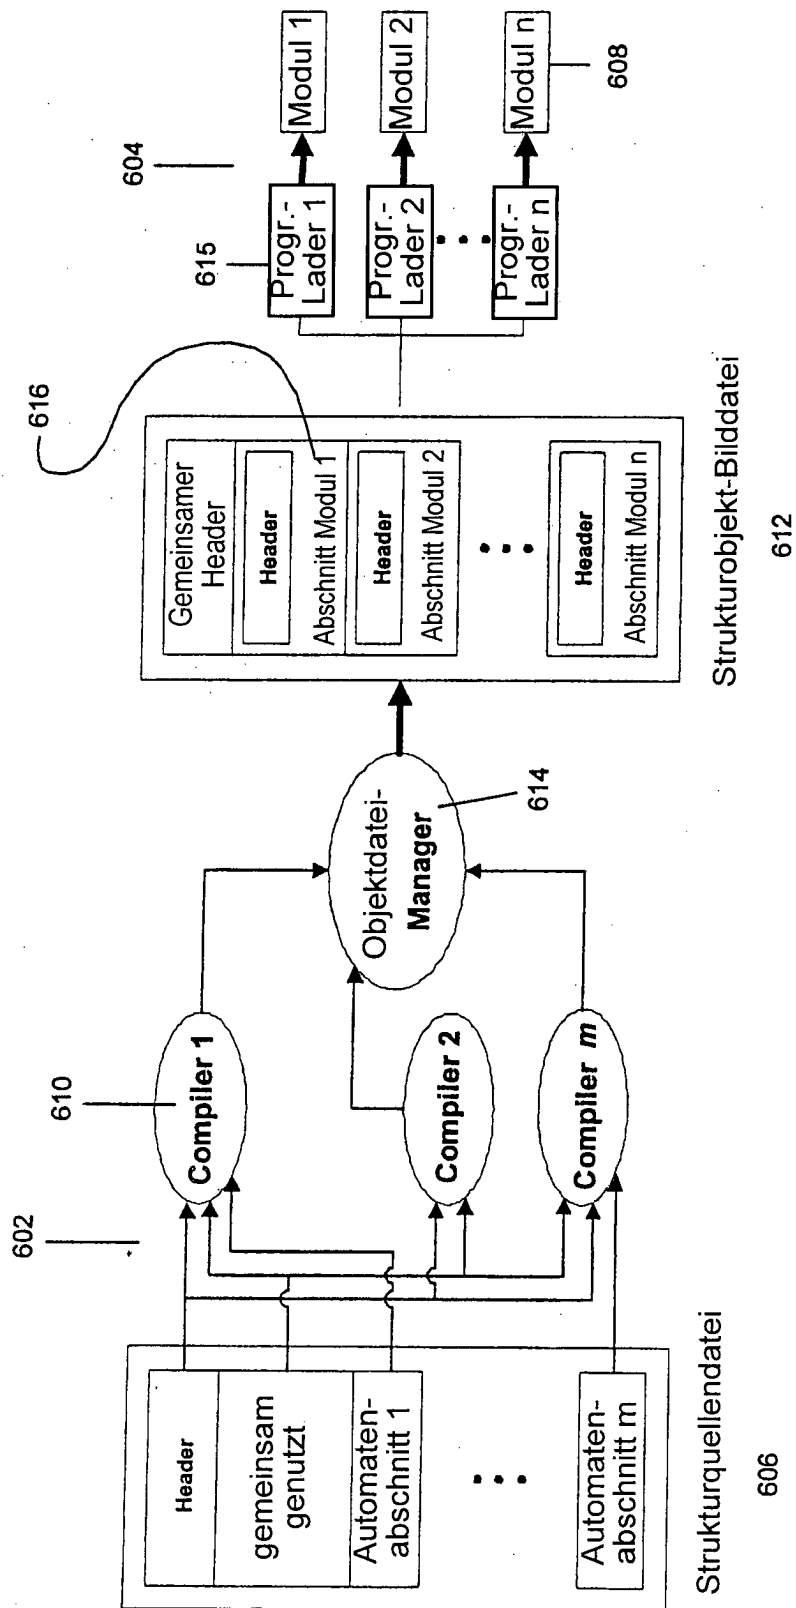 602
604
606
Strukturquellendatei
Header
gemeinsam
genutzt
Automaten-
abschnitt 1
Automaten-
abschnitt m
610
Compiler 1
Compiler 2
Compiler m
Objektdatei-
Manager
614
616
Gemeinsamer
Header
Header
Abschnitt Modul 1
Header
Abschnitt Modul 2
Header
Abschnitt Modul n
Strukturobjekt-Bilddatei
612
615
Progr.-
Lader 1
Progr.-
Lader 2
Progr.-
Lader n
Modul 1
Modul 2
Modul n
608